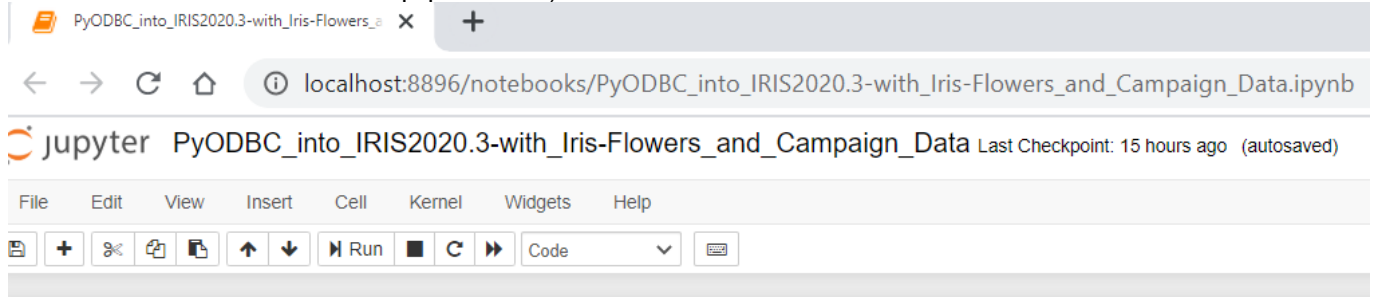 PyODBC_into_IRIS2020.3-with_Iris-Flowers_a
localhost:8896/notebooks/PyODBC_into_IRIS2020.3-with_Iris-Flowers_and_Campaign_Data.ipynb
jupyter PyODBC_into_IRIS2020.3-with_Iris-Flowers_and_Campaign_Data Last Checkpoint: 15 hours ago (autosaved)
File Edit View Insert Cell Kernel Widgets Help
Run Code